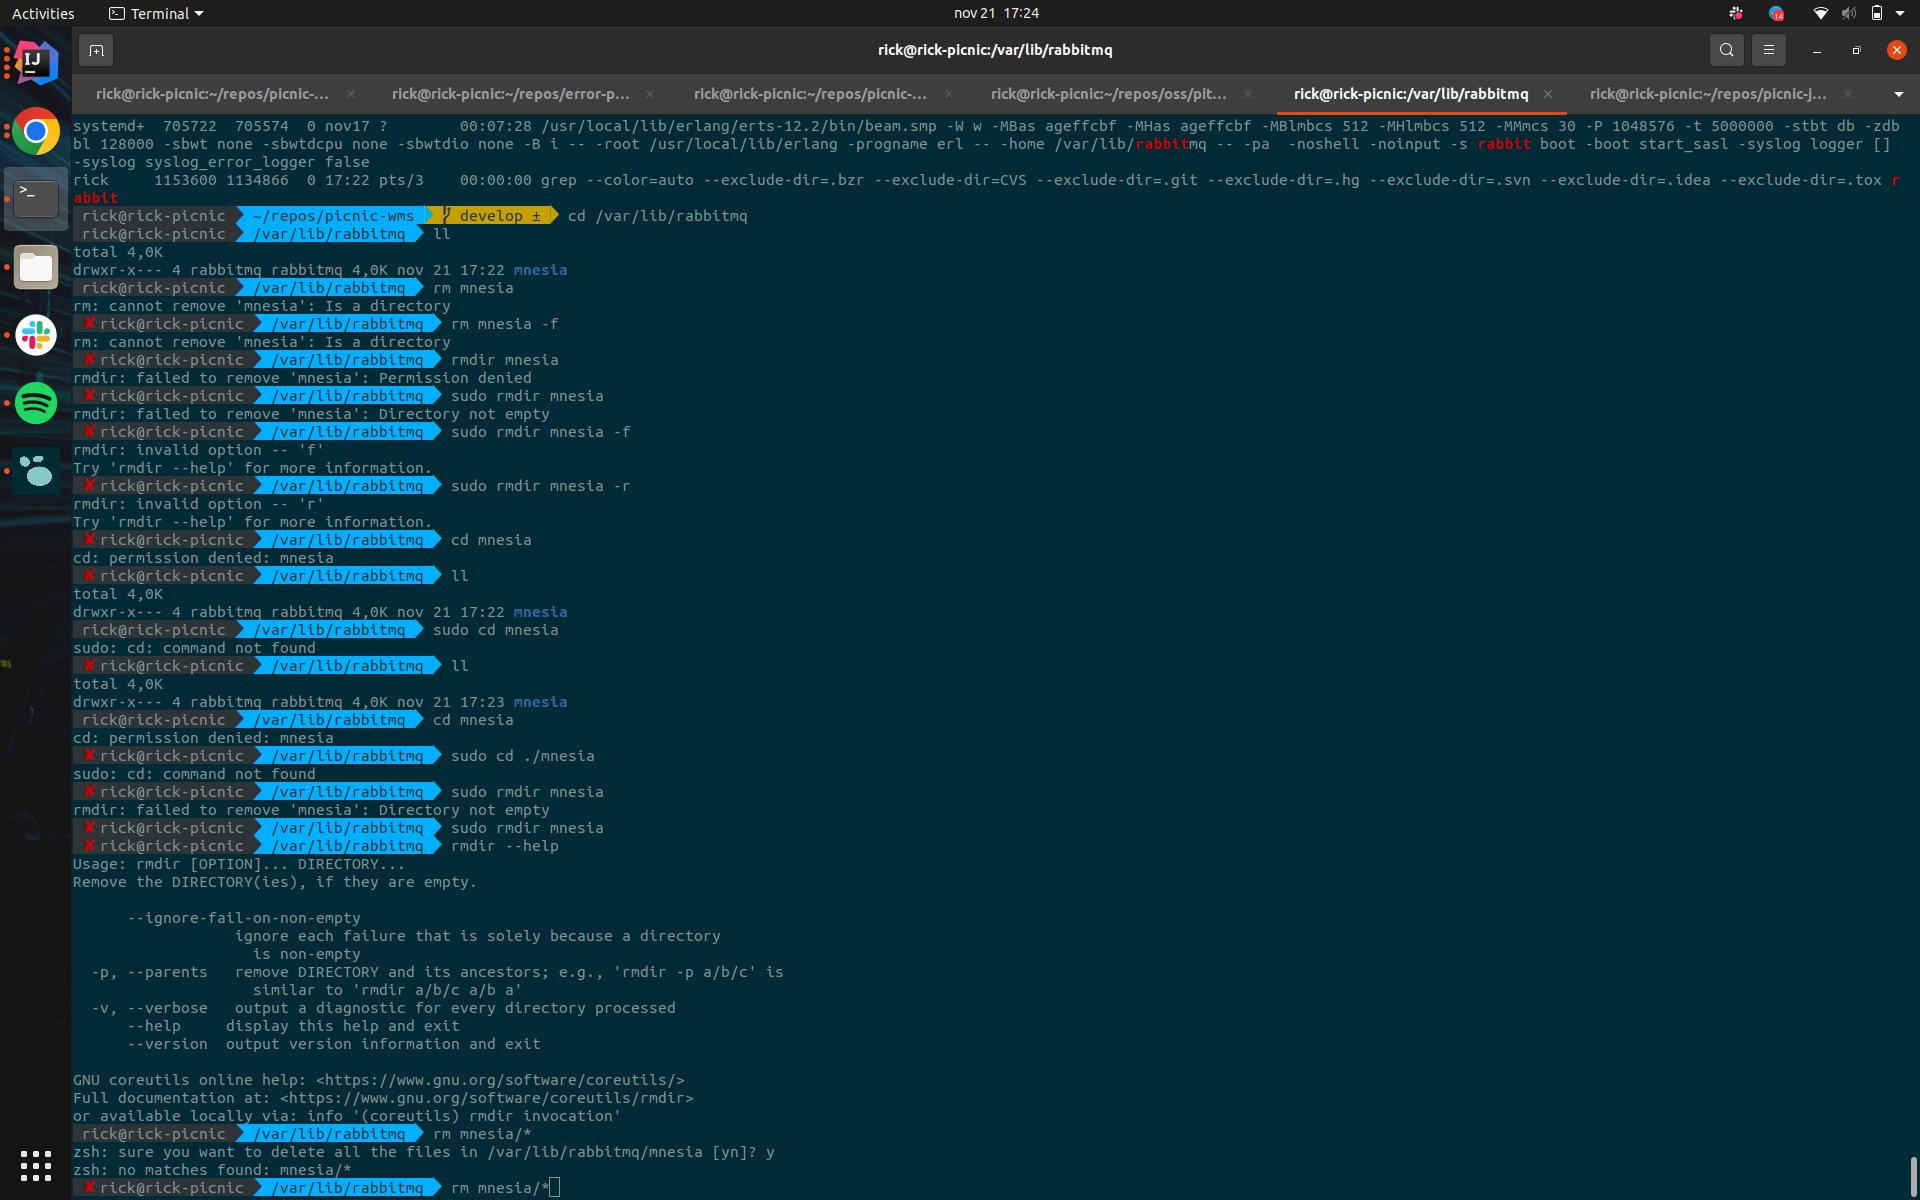 Activities
Terminal
nov 21 17:24
14
rick@rick-picnic:/var/lib/rabbitmq
rick@rick-picnic:~/repos/picnic-...
rick@rick-picnic:~/repos/error-p...
rick@rick-picnic:~/repos/picnic-...
rick@rick-picnic:~/repos/oss/pit...
rick@rick-picnic:/var/lib/rabbitmq
rick@rick-picnic:~/repos/picnic-j...
IJ
systemd+  705722  705574  0 nov17 ?        00:07:28 /usr/local/lib/erlang/erts-12.2/bin/beam.smp -W w -MBas ageffcbf -MHas ageffcbf -MBlmbcs 512 -MHlmbcs 512 -MMmcs 30 -P 1048576 -t 5000000 -stbt db -zdb
bl 128000 -sbwt none -sbwtdcpu none -sbwtdio none -B i -- -root /usr/local/lib/erlang -progname erl -- -home /var/lib/rabbitmq -- -pa  -noshell -noinput -s rabbit boot -boot start_sasl -syslog logger []
-syslog syslog_error_logger false
rick     1153600 1134866  0 17:22 pts/3    00:00:00 grep --color=auto --exclude-dir=.bzr --exclude-dir=CVS --exclude-dir=.git --exclude-dir=.hg --exclude-dir=.svn --exclude-dir=.idea --exclude-dir=.tox r
abbit
rick@rick-picnic ~/repos/picnic-wms develop ± cd /var/lib/rabbitmq
rick@rick-picnic /var/lib/rabbitmq ll
total 4,0K
drwxr-x--- 4 rabbitmq rabbitmq 4,0K nov 21 17:22 mnesia
rick@rick-picnic /var/lib/rabbitmq rm mnesia
rm: cannot remove 'mnesia': Is a directory
✘ rick@rick-picnic /var/lib/rabbitmq rm mnesia -f
rm: cannot remove 'mnesia': Is a directory
✘ rick@rick-picnic /var/lib/rabbitmq rmdir mnesia
rmdir: failed to remove 'mnesia': Permission denied
✘ rick@rick-picnic /var/lib/rabbitmq sudo rmdir mnesia
rmdir: failed to remove 'mnesia': Directory not empty
✘ rick@rick-picnic /var/lib/rabbitmq sudo rmdir mnesia -f
rmdir: invalid option -- 'f'
Try 'rmdir --help' for more information.
✘ rick@rick-picnic /var/lib/rabbitmq sudo rmdir mnesia -r
rmdir: invalid option -- 'r'
Try 'rmdir --help' for more information.
✘ rick@rick-picnic /var/lib/rabbitmq cd mnesia
cd: permission denied: mnesia
✘ rick@rick-picnic /var/lib/rabbitmq ll
total 4,0K
drwxr-x--- 4 rabbitmq rabbitmq 4,0K nov 21 17:22 mnesia
rick@rick-picnic /var/lib/rabbitmq sudo cd mnesia
sudo: cd: command not found
✘ rick@rick-picnic /var/lib/rabbitmq ll
total 4,0K
drwxr-x--- 4 rabbitmq rabbitmq 4,0K nov 21 17:23 mnesia
rick@rick-picnic /var/lib/rabbitmq cd mnesia
cd: permission denied: mnesia
✘ rick@rick-picnic /var/lib/rabbitmq sudo cd ./mnesia
sudo: cd: command not found
✘ rick@rick-picnic /var/lib/rabbitmq sudo rmdir mnesia
rmdir: failed to remove 'mnesia': Directory not empty
✘ rick@rick-picnic /var/lib/rabbitmq sudo rmdir mnesia
✘ rick@rick-picnic /var/lib/rabbitmq rmdir --help
Usage: rmdir [OPTION]... DIRECTORY...
Remove the DIRECTORY(ies), if they are empty.
--ignore-fail-on-non-empty
ignore each failure that is solely because a directory
is non-empty
-p, --parents   remove DIRECTORY and its ancestors; e.g., 'rmdir -p a/b/c' is
similar to 'rmdir a/b/c a/b a'
-v, --verbose   output a diagnostic for every directory processed
--help     display this help and exit
--version  output version information and exit
GNU coreutils online help: <https://www.gnu.org/software/coreutils/>
Full documentation at: <https://www.gnu.org/software/coreutils/rmdir>
or available locally via: info '(coreutils) rmdir invocation'
rick@rick-picnic /var/lib/rabbitmq rm mnesia/*
zsh: sure you want to delete all the files in /var/lib/rabbitmq/mnesia [yn]? y
zsh: no matches found: mnesia/*
✘ rick@rick-picnic /var/lib/rabbitmq rm mnesia/*